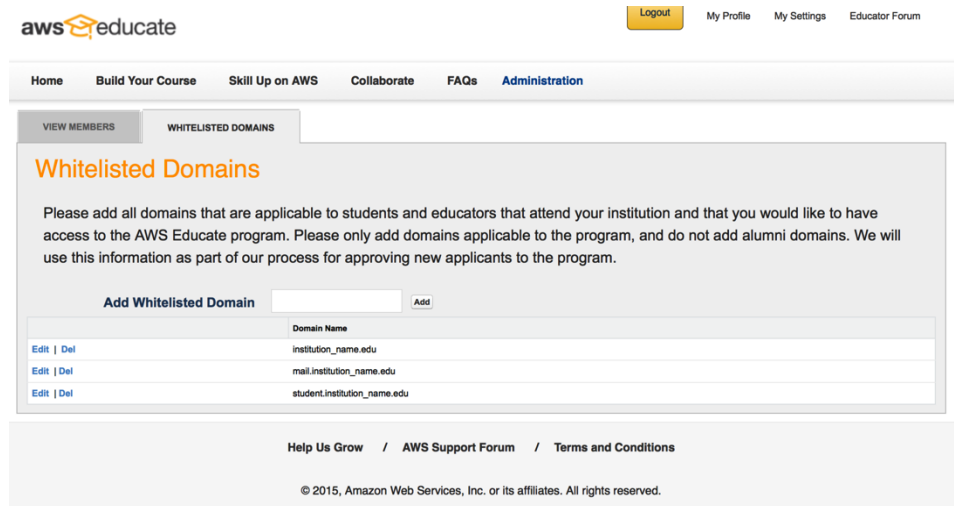 aws educate
Logout My Profile My Settings Educator Forum
Home Build Your Course Skill Up on AWS Collaborate FAQs Administration
VIEW MEMBERS WHITELISTED DOMAINS
Whitelisted Domains
Please add all domains that are applicable to students and educators that attend your institution and that you would like to have
access to the AWS Educate program. Please only add domains applicable to the program, and do not add alumni domains. We will
use this information as part of our process for approving new applicants to the program.
Add Whitelisted Domain Add
Domain Name
Edit | Del institution_name.edu
Edit | Del mail.institution_name.edu
Edit | Del student.institution_name.edu
Help Us Grow / AWS Support Forum / Terms and Conditions
© 2015, Amazon Web Services, Inc. or its affiliates. All rights reserved.